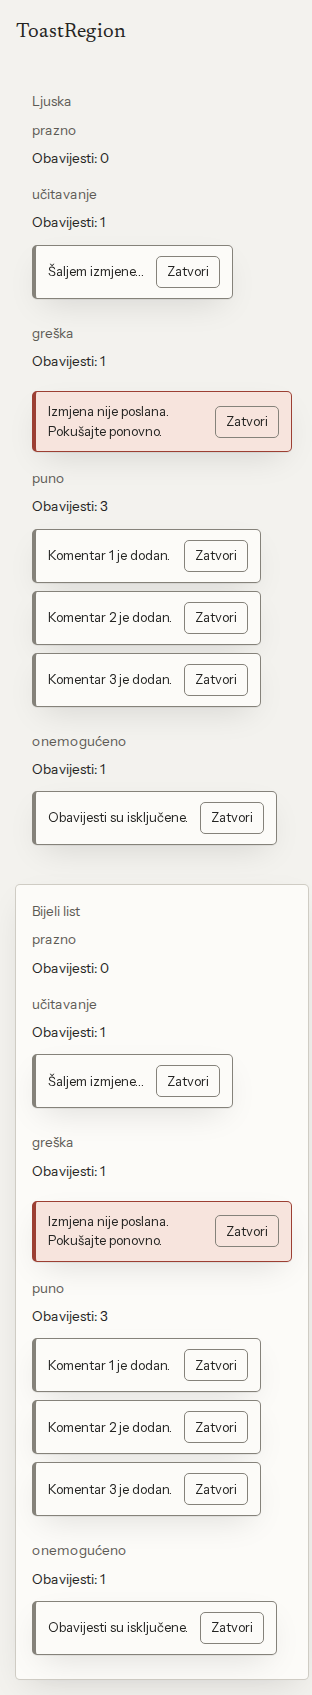 ToastRegion
Ljuska
prazno
Obavijesti: 0
učitavanje
Obavijesti: 1
Šaljem izmjene… Zatvori
greška
Obavijesti: 1
Izmjena nije poslana.
Pokušajte ponovno.
Zatvori
puno
Obavijesti: 3
Komentar 1 je dodan. Zatvori
Komentar 2 je dodan. Zatvori
Komentar 3 je dodan. Zatvori
onemogućeno
Obavijesti: 1
Obavijesti su isključene. Zatvori
Bijeli list
prazno
Obavijesti: 0
učitavanje
Obavijesti: 1
Šaljem izmjene… Zatvori
greška
Obavijesti: 1
Izmjena nije poslana.
Pokušajte ponovno.
Zatvori
puno
Obavijesti: 3
Komentar 1 je dodan. Zatvori
Komentar 2 je dodan. Zatvori
Komentar 3 je dodan. Zatvori
onemogućeno
Obavijesti: 1
Obavijesti su isključene. Zatvori